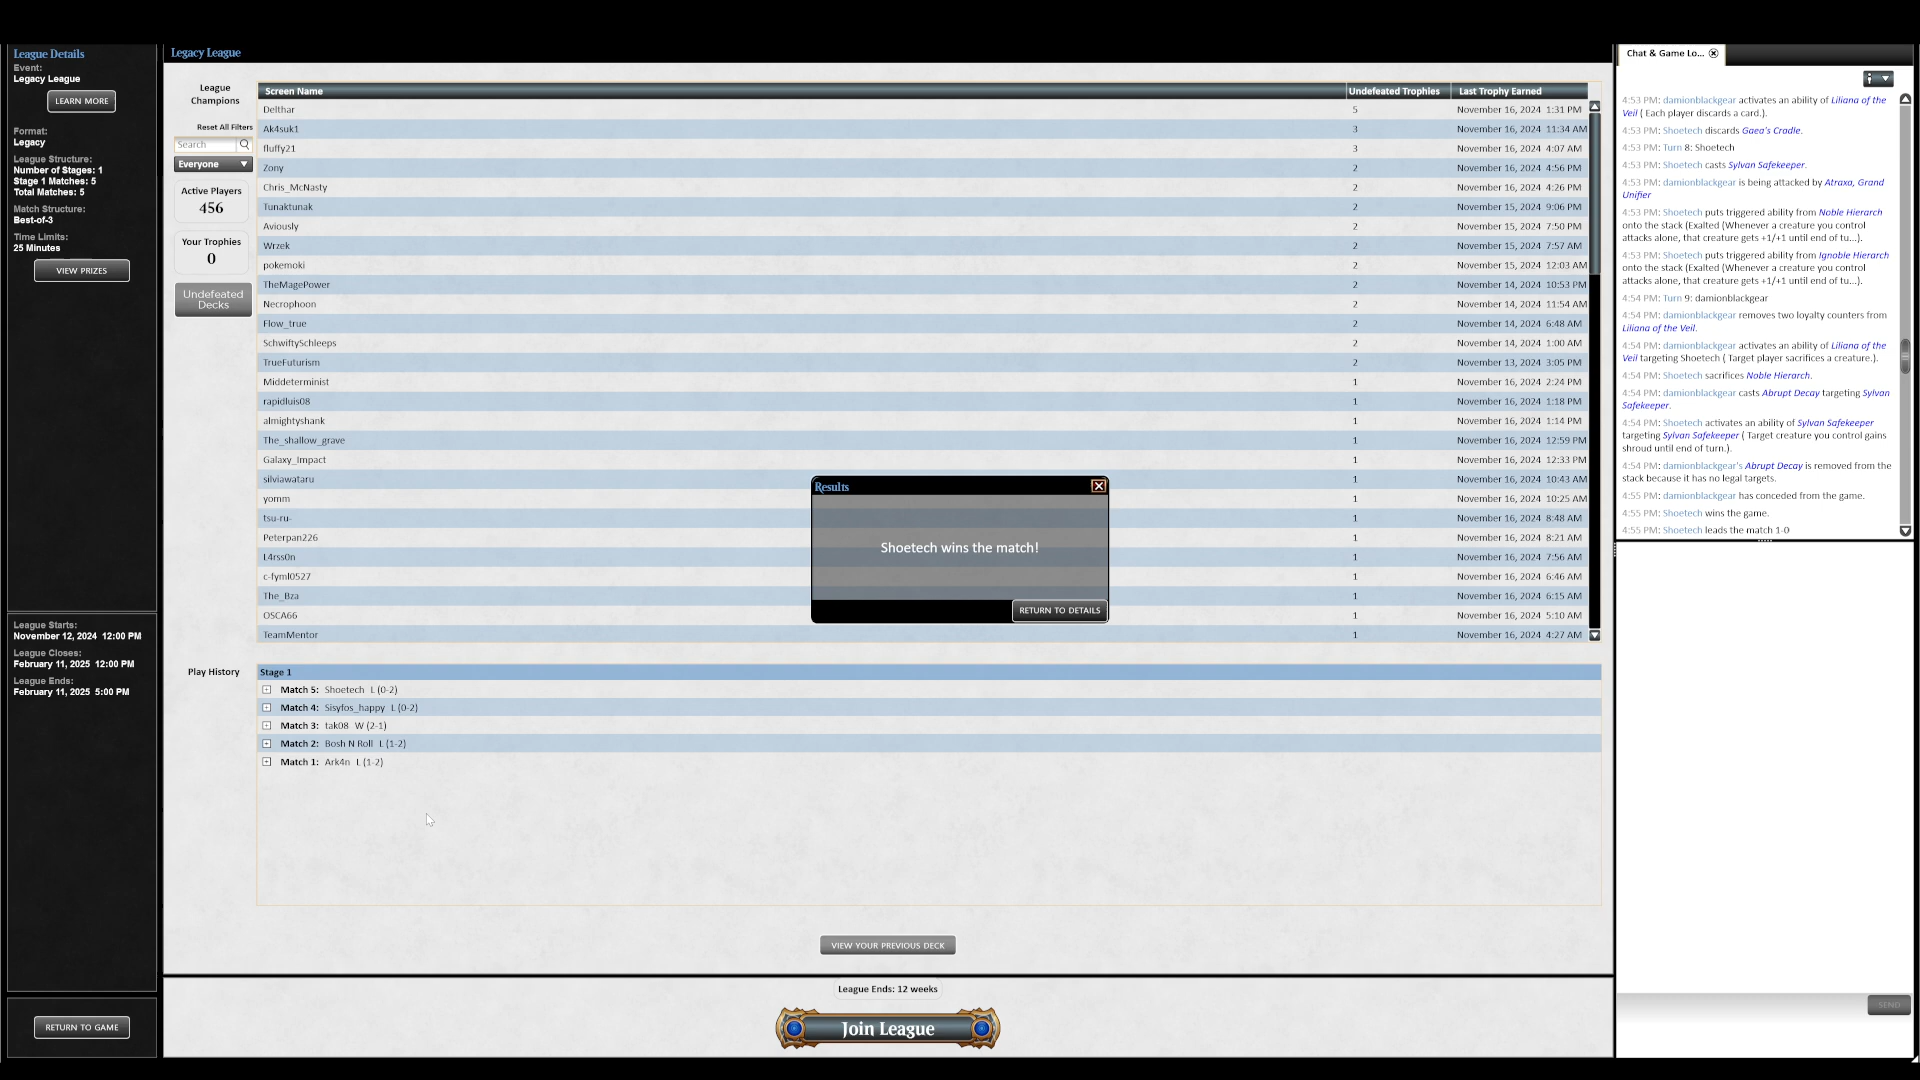 League Details
Event:
Legacy League
LEARN MORE
Format:
Legacy
League Structure:
Number of Stages: 1
Stage 1 Matches: 5
Total Matches: 5
Match Structure:
Best-of-3
Time Limits:
25 Minutes
VIEW PRIZES
League Starts:
November 12, 2024 12:00 PM
League Closes:
February 11, 2025 12:00 PM
League Ends:
February 11, 2025 5:00 PM
RETURN TO GAME
Legacy League
League
Champions
Reset All Filters
Search
Everyone
Active Players
456
Your Trophies
0
Undefeated
Decks
Screen Name Undefeated Trophies Last Trophy Earned
Delthar 5 November 16, 2024 1:31 PM
Ak4suk1 3 November 16, 2024 11:34 AM
fluffy21 3 November 16, 2024 4:07 AM
Zony 2 November 16, 2024 4:56 PM
Chris_McNasty 2 November 16, 2024 4:26 PM
Tunaktunak 2 November 15, 2024 9:06 PM
Aviously 2 November 15, 2024 7:50 PM
Wrzek 2 November 15, 2024 7:57 AM
pokemoki 2 November 15, 2024 12:03 AM
TheMagePower 2 November 14, 2024 10:53 PM
Necrophoon 2 November 14, 2024 11:54 AM
Flow_true 2 November 14, 2024 6:48 AM
SchwiftySchleeps 2 November 14, 2024 1:00 AM
TrueFuturism 2 November 13, 2024 3:05 PM
Middeterminist 1 November 16, 2024 2:24 PM
rapidluis08 1 November 16, 2024 1:18 PM
almightyshank 1 November 16, 2024 1:14 PM
The_shallow_grave 1 November 16, 2024 12:59 PM
Galaxy_Impact 1 November 16, 2024 12:33 PM
silviawataru 1 November 16, 2024 10:43 AM
yomm 1 November 16, 2024 10:25 AM
tsu-ru- 1 November 16, 2024 8:48 AM
Peterpan226 1 November 16, 2024 8:21 AM
L4rss0n 1 November 16, 2024 7:56 AM
c-fyml0527 1 November 16, 2024 6:46 AM
The_Bza 1 November 16, 2024 6:15 AM
OSCA66 1 November 16, 2024 5:10 AM
TeamMentor 1 November 16, 2024 4:27 AM
Results
Shoetech wins the match!
RETURN TO DETAILS
Play History
Stage 1
Match 5: Shoetech L (0-2)
Match 4: Sisyfos_happy L (0-2)
Match 3: tak08 W (2-1)
Match 2: Bosh N Roll L (1-2)
Match 1: Ark4n L (1-2)
VIEW YOUR PREVIOUS DECK
League Ends: 12 weeks
Join League
Chat & Game Lo...
4:53 PM: damionblackgear activates an ability of Liliana of the
Veil ( Each player discards a card.).
4:53 PM: Shoetech discards Gaea's Cradle.
4:53 PM: Turn 8: Shoetech
4:53 PM: Shoetech casts Sylvan Safekeeper.
4:53 PM: damionblackgear is being attacked by Atraxa, Grand
Unifier
4:53 PM: Shoetech puts triggered ability from Noble Hierarch
onto the stack (Exalted (Whenever a creature you control
attacks alone, that creature gets +1/+1 until end of tu...).
4:53 PM: Shoetech puts triggered ability from Ignoble Hierarch
onto the stack (Exalted (Whenever a creature you control
attacks alone, that creature gets +1/+1 until end of tu...).
4:54 PM: Turn 9: damionblackgear
4:54 PM: damionblackgear removes two loyalty counters from
Liliana of the Veil.
4:54 PM: damionblackgear activates an ability of Liliana of the
Veil targeting Shoetech ( Target player sacrifices a creature.).
4:54 PM: Shoetech sacrifices Noble Hierarch.
4:54 PM: damionblackgear casts Abrupt Decay targeting Sylvan
Safekeeper.
4:54 PM: Shoetech activates an ability of Sylvan Safekeeper
targeting Sylvan Safekeeper ( Target creature you control gains
shroud until end of turn.).
4:54 PM: damionblackgear's Abrupt Decay is removed from the
stack because it has no legal targets.
4:55 PM: damionblackgear has conceded from the game.
4:55 PM: Shoetech wins the game.
4:55 PM: Shoetech leads the match 1-0
SEND